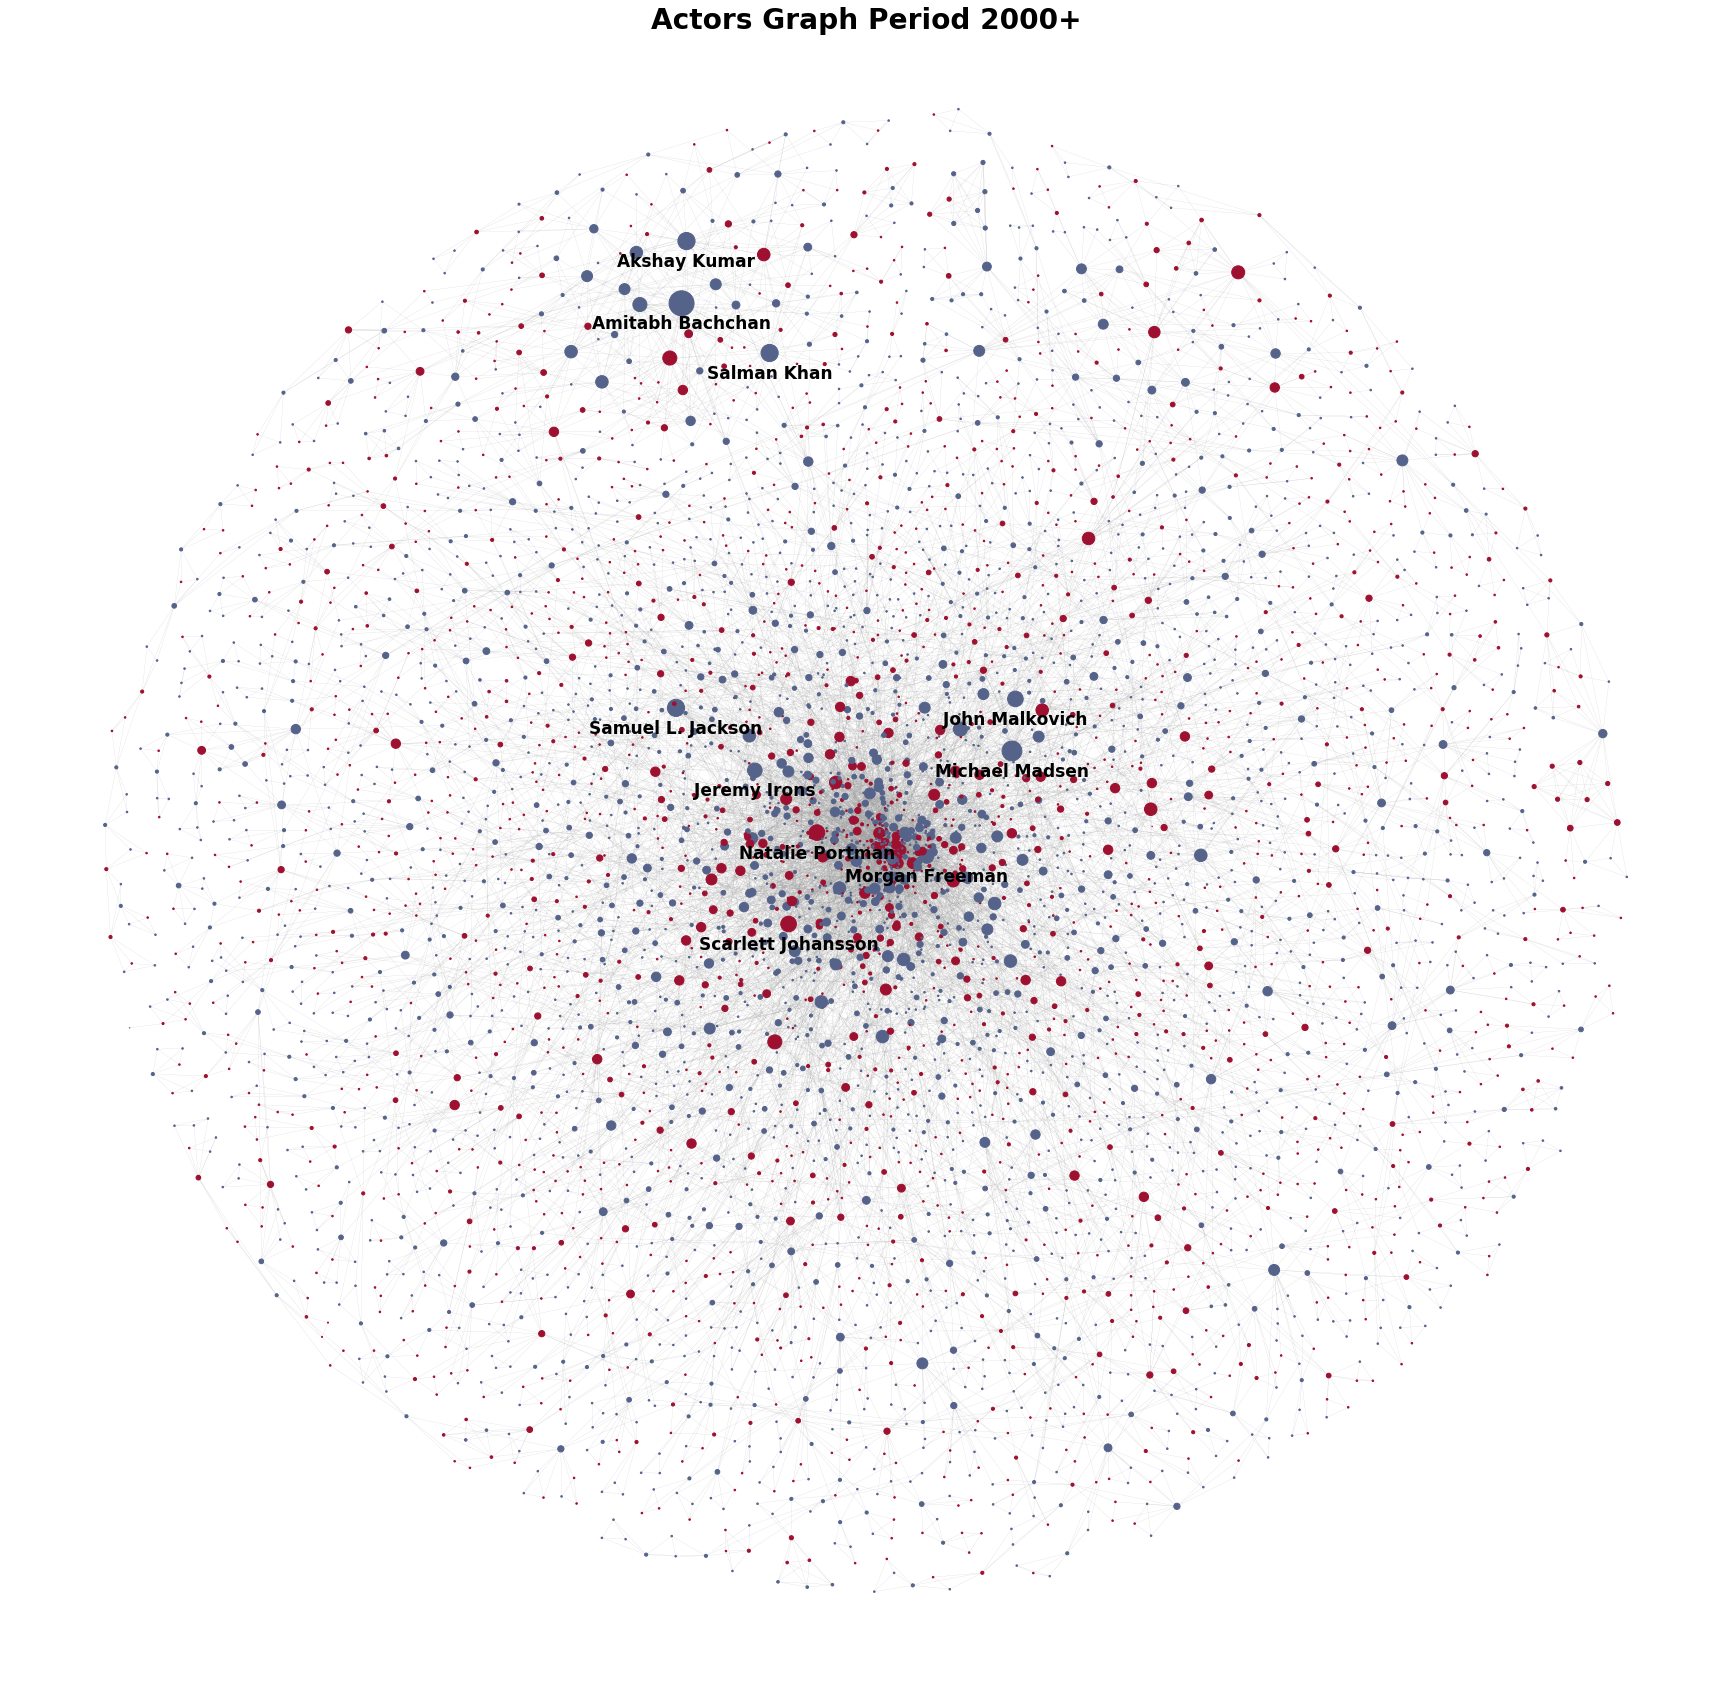 Actors Graph Period 2000+
Akshay Kumar
Amitabh Bachchan
Salman Khan
John Malkovich
Samuel L. Jackson
Michael Madsen
Jeremy Irons
Natalie Portman
Morgan Freeman
Scarlett Johansson